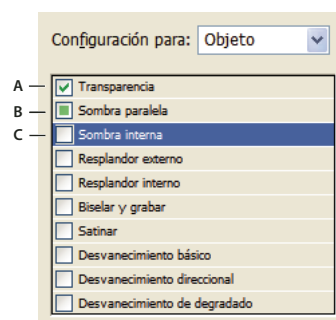 Configuración para: Objeto
A Transparencia
B Sombra paralela
C Sombra interna
Resplandor externo
Resplandor interno
Biselar y grabar
Satinar
Desvanecimiento básico
Desvanecimiento direccional
Desvanecimiento de degradado